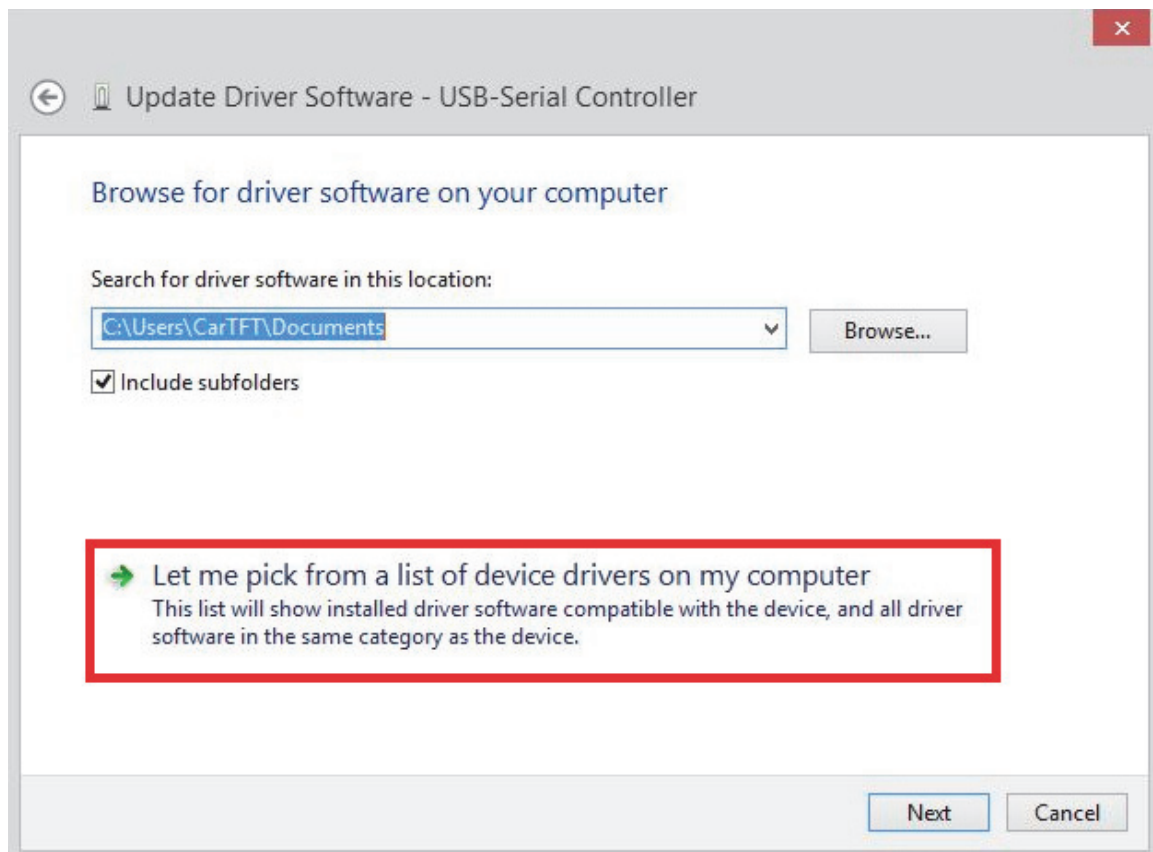 Update Driver Software - USB-Serial Controller
Browse for driver software on your computer
Search for driver software in this location:
C:\Users\CarTFT\Documents
Browse...
Include subfolders
Let me pick from a list of device drivers on my computer
This list will show installed driver software compatible with the device, and all driver
software in the same category as the device.
Next
Cancel